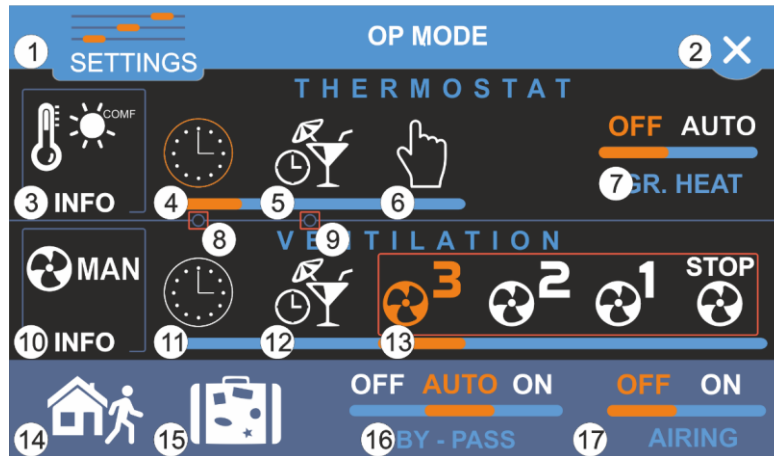 OP MODE
1 SETTINGS 2
THERMOSTAT
COMF
OFF AUTO
3 INFO 4 5 6 7 GR. HEAT
8 9
VENTILATION
MAN 3 2 1 STOP
10 INFO 11 12 13
OFF AUTO ON OFF ON
14 15 16 BY - PASS 17 AIRING